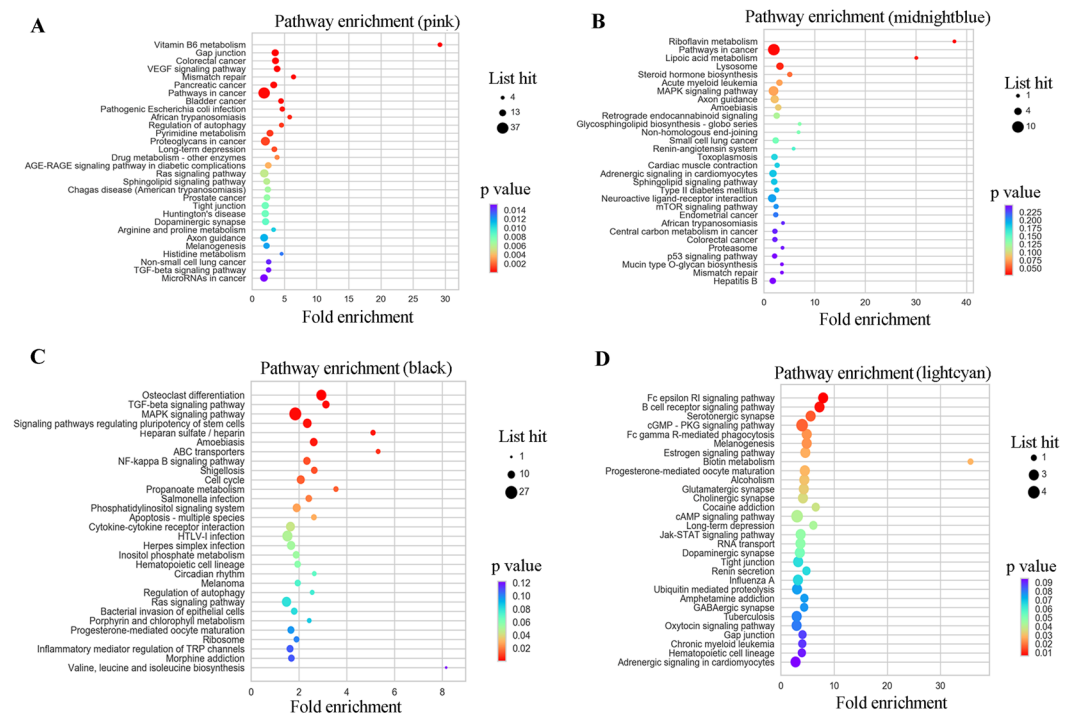 A
Pathway enrichment (pink)
Vitamin B6 metabolism
Gap junction
Colorectal cancer
VEGF signaling pathway
Mismatch repair
Pancreatic cancer
Pathways in cancer
Bladder cancer
Pathogenic Escherichia coli infection
African trypanosomiasis
Regulation of autophagy
Pyrimidine metabolism
Proteoglycans in cancer
Long-term depression
Drug metabolism - other enzymes
AGE-RAGE signaling pathway in diabetic complications
Ras signaling pathway
Sphingolipid signaling pathway
Chagas disease (American trypanosomiasis)
Prostate cancer
Tight junction
Huntington's disease
Dopaminergic synapse
Arginine and proline metabolism
Axon guidance
Melanogenesis
Histidine metabolism
Non-small cell lung cancer
TGF-beta signaling pathway
MicroRNAs in cancer
0 5 10 15 20 25 30
Fold enrichment
List hit
4
13
37
p value
0.014
0.012
0.010
0.008
0.006
0.004
0.002
B
Pathway enrichment (midnightblue)
Riboflavin metabolism
Pathways in cancer
Lipoic acid metabolism
Lysosome
Steroid hormone biosynthesis
Acute myeloid leukemia
MAPK signaling pathway
Axon guidance
Amoebiasis
Retrograde endocannabinoid signaling
Glycosphingolipid biosynthesis - globo series
Non-homologous end-joining
Small cell lung cancer
Renin-angiotensin system
Toxoplasmosis
Cardiac muscle contraction
Adrenergic signaling in cardiomyocytes
Sphingolipid signaling pathway
Type II diabetes mellitus
Neuroactive ligand-receptor interaction
mTOR signaling pathway
Endometrial cancer
African trypanosomiasis
Central carbon metabolism in cancer
Colorectal cancer
Proteasome
p53 signaling pathway
Mucin type O-glycan biosynthesis
Mismatch repair
Hepatitis B
0 10 20 30 40
Fold enrichment
List hit
1
4
10
p value
0.225
0.200
0.175
0.150
0.125
0.100
0.075
0.050
C
Pathway enrichment (black)
Osteoclast differentiation
TGF-beta signaling pathway
MAPK signaling pathway
Signaling pathways regulating pluripotency of stem cells
Heparan sulfate / heparin
Amoebiasis
ABC transporters
NF-kappa B signaling pathway
Shigellosis
Cell cycle
Propanoate metabolism
Salmonella infection
Phosphatidylinositol signaling system
Apoptosis - multiple species
Cytokine-cytokine receptor interaction
HTLV-I infection
Herpes simplex infection
Inositol phosphate metabolism
Hematopoietic cell lineage
Circadian rhythm
Melanoma
Regulation of autophagy
Ras signaling pathway
Bacterial invasion of epithelial cells
Porphyrin and chlorophyll metabolism
Progesterone-mediated oocyte maturation
Ribosome
Inflammatory mediator regulation of TRP channels
Morphine addiction
Valine, leucine and isoleucine biosynthesis
0 2 4 6 8
Fold enrichment
List hit
1
10
27
p value
0.12
0.10
0.08
0.06
0.04
0.02
D
Pathway enrichment (lightcyan)
Fc epsilon RI signaling pathway
B cell receptor signaling pathway
Serotonergic synapse
cGMP - PKG signaling pathway
Fc gamma R-mediated phagocytosis
Melanogenesis
Estrogen signaling pathway
Biotin metabolism
Progesterone-mediated oocyte maturation
Alcoholism
Glutamatergic synapse
Cholinergic synapse
Cocaine addiction
cAMP signaling pathway
Long-term depression
Jak-STAT signaling pathway
RNA transport
Dopaminergic synapse
Tight junction
Renin secretion
Influenza A
Ubiquitin mediated proteolysis
Amphetamine addiction
GABAergic synapse
Tuberculosis
Oxytocin signaling pathway
Gap junction
Chronic myeloid leukemia
Hematopoietic cell lineage
Adrenergic signaling in cardiomyocytes
0 10 20 30
Fold enrichment
List hit
1
3
4
p value
0.09
0.08
0.07
0.06
0.05
0.04
0.03
0.02
0.01